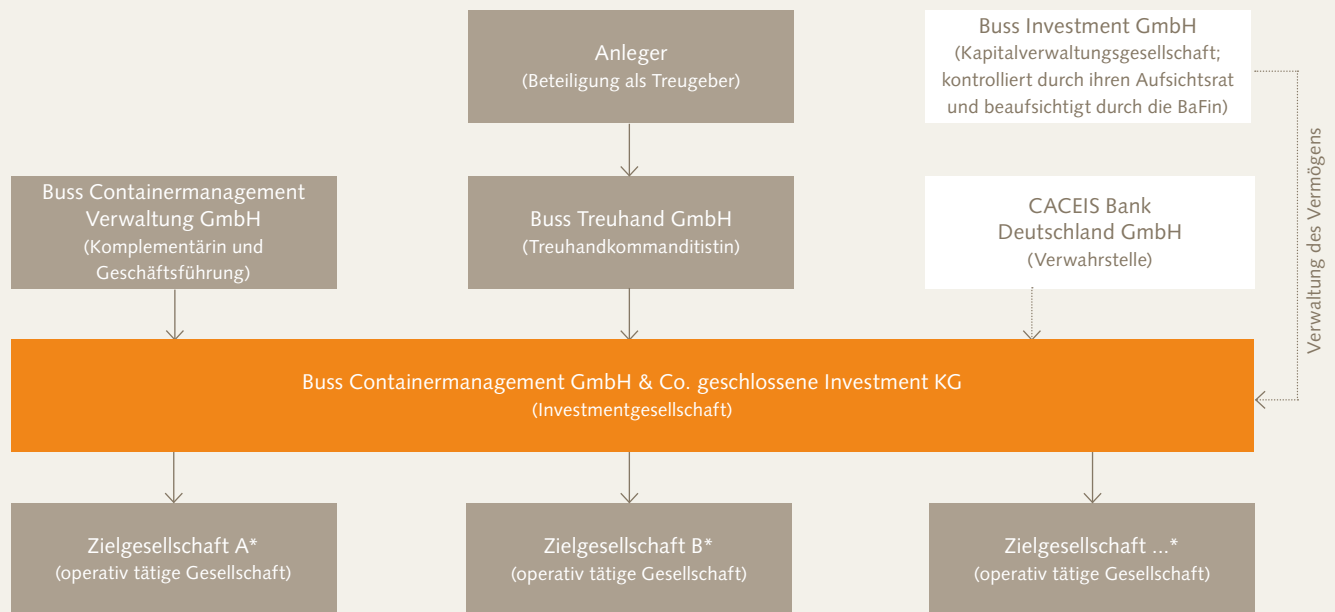 Anleger
(Beteiligung als Treugeber)
Buss Investment GmbH
(Kapitalverwaltungsgesellschaft;
kontrolliert durch ihren Aufsichtsrat
und beaufsichtigt durch die BaFin)
Buss Containermanagement
Verwaltung GmbH
(Komplementärin und
Geschäftsführung)
Buss Treuhand GmbH
(Treuhandkommanditistin)
CACEIS Bank
Deutschland GmbH
(Verwahrstelle)
Verwaltung des Vermögens
Buss Containermanagement GmbH & Co. geschlossene Investment KG
(Investmentgesellschaft)
Zielgesellschaft A*
(operativ tätige Gesellschaft)
Zielgesellschaft B*
(operativ tätige Gesellschaft)
Zielgesellschaft ...*
(operativ tätige Gesellschaft)